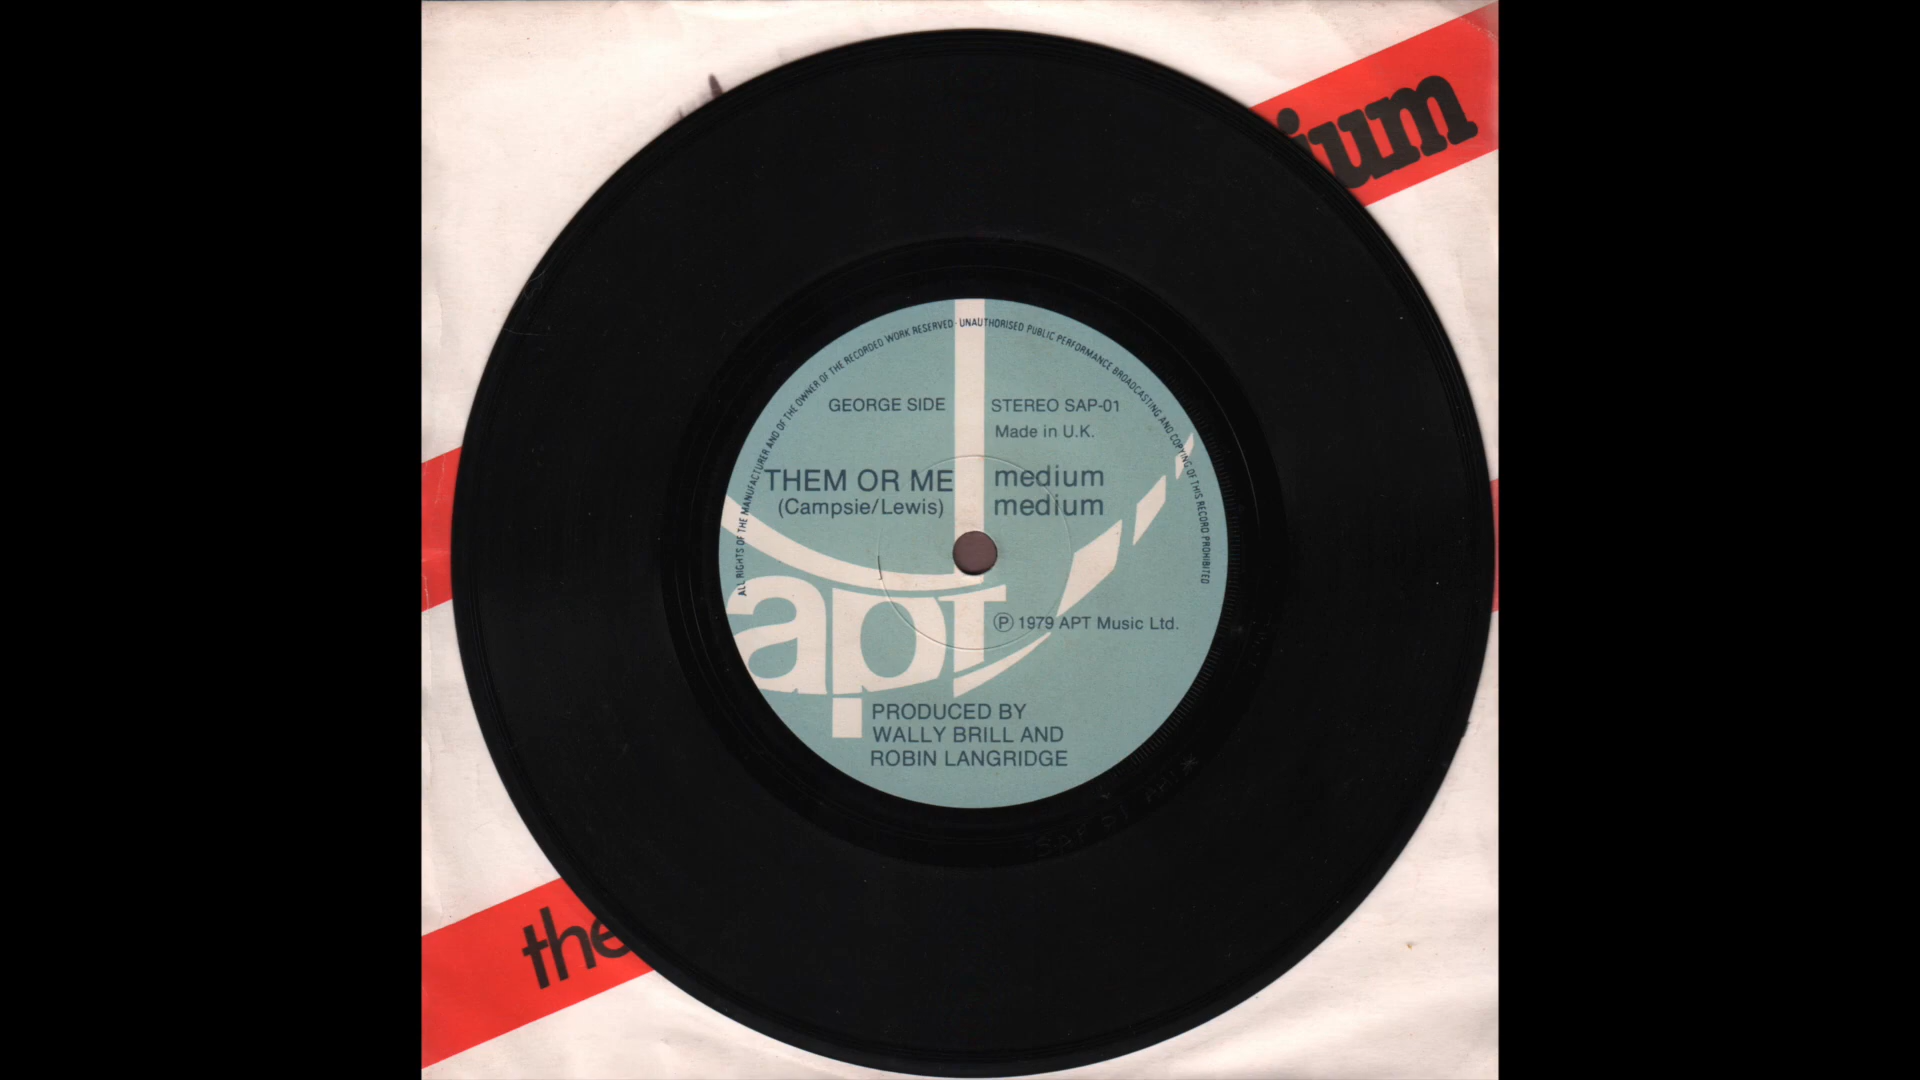 ium
ALL RIGHTS OF THE MANUFACTURER AND OF THE OWNER OF THE RECORDED WORK RESERVED · UNAUTHORISED PUBLIC PERFORMANCE BROADCASTING AND COPYING OF THIS RECORD PROHIBITED
GEORGE SIDE
STEREO SAP-01
Made in U.K.
THEM OR ME
(Campsie/Lewis)
medium
medium
apt
Ⓟ 1979 APT Music Ltd.
PRODUCED BY
WALLY BRILL AND
ROBIN LANGRIDGE
the